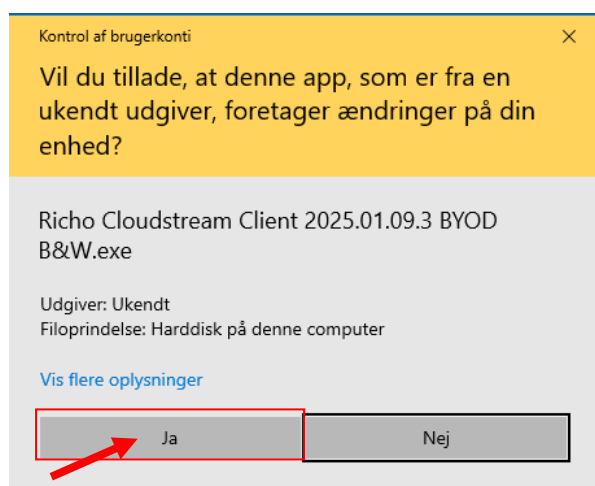 Kontrol af brugerkonti
Vil du tillade, at denne app, som er fra en
ukendt udgiver, foretager ændringer på din
enhed?
Richo Cloudstream Client 2025.01.09.3 BYOD
B&W.exe
Udgiver: Ukendt
Filoprindelse: Harddisk på denne computer
Vis flere oplysninger
Ja
Nej